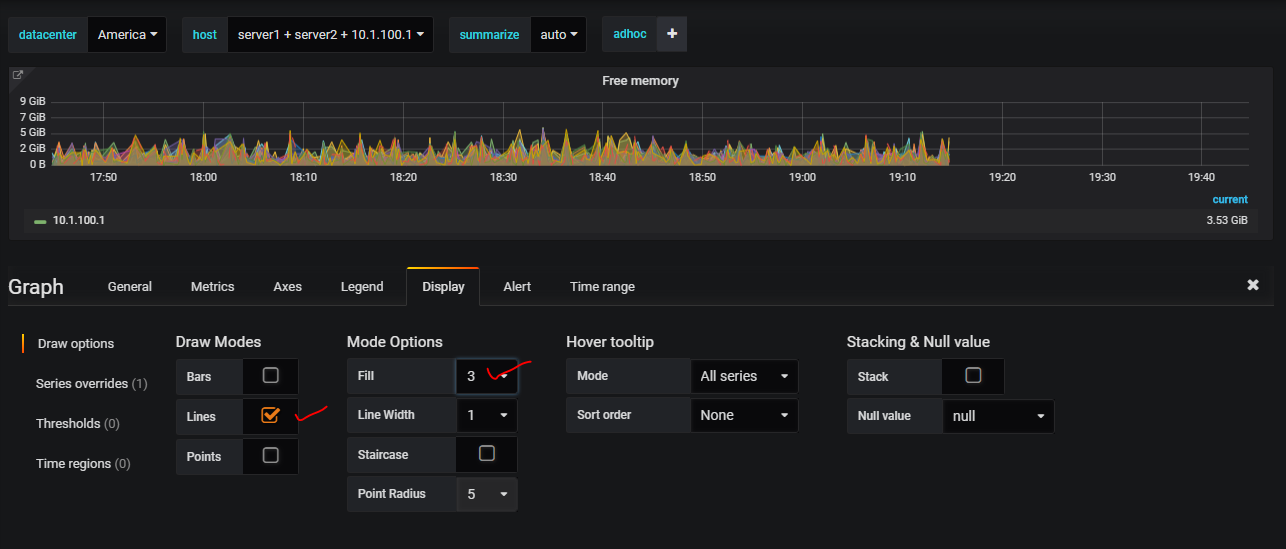 datacenter America host server1 + server2 + 10.1.100.1 summarize auto adhoc +
Free memory
9 GiB
7 GiB
5 GiB
2 GiB
0 B
17:50 18:00 18:10 18:20 18:30 18:40 18:50 19:00 19:10 19:20 19:30 19:40
current
10.1.100.1 3.53 GiB
Graph General Metrics Axes Legend Display Alert Time range
Draw options
Series overrides (1)
Thresholds (0)
Time regions (0)
Draw Modes
Bars
Lines
Points
Mode Options
Fill 3
Line Width 1
Staircase
Point Radius 5
Hover tooltip
Mode All series
Sort order None
Stacking & Null value
Stack
Null value null